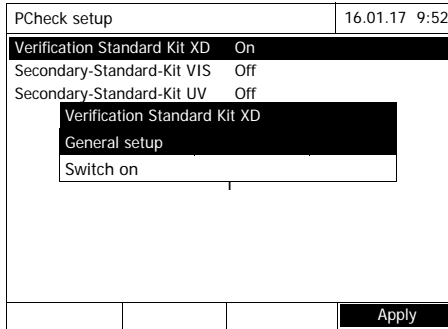 PCheck setup 16.01.17 9:52
Verification Standard Kit XD On
Secondary-Standard-Kit VIS Off
Secondary-Standard-Kit UV Off
Verification Standard Kit XD
General setup
Switch on
Apply